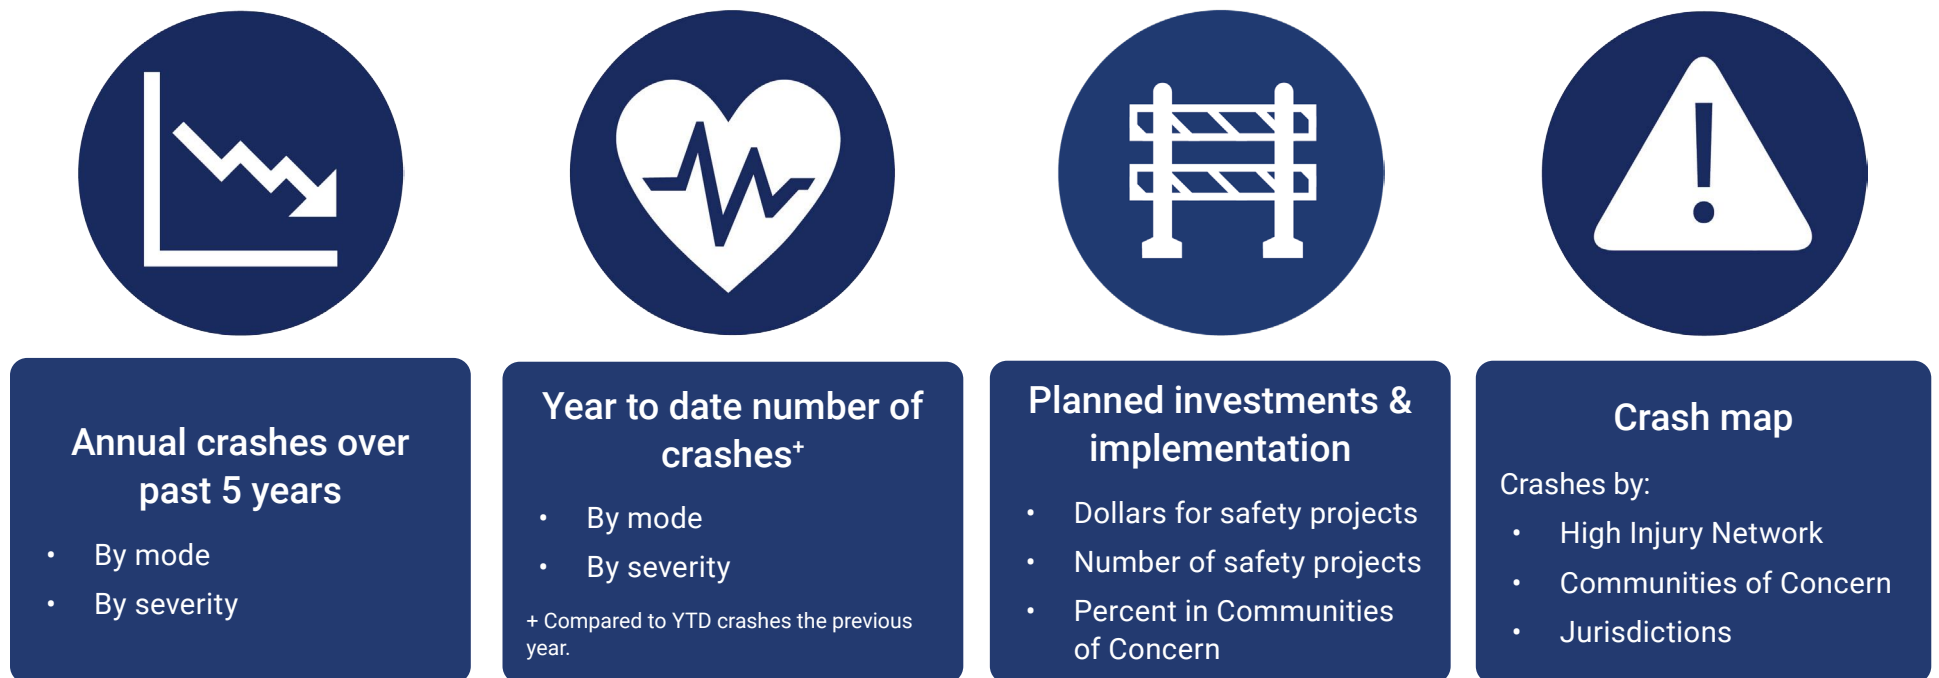 Annual crashes over
past 5 years
• By mode
• By severity
Year to date number of
crashes+
• By mode
• By severity
+ Compared to YTD crashes the previous
year.
Planned investments &
implementation
• Dollars for safety projects
• Number of safety projects
• Percent in Communities
of Concern
Crash map
Crashes by:
• High Injury Network
• Communities of Concern
• Jurisdictions